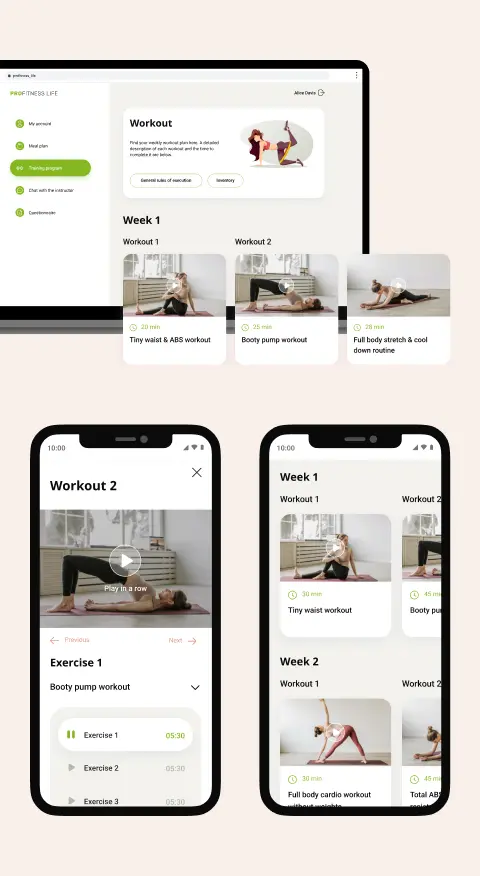 profitness_life
PROFITNESS LIFE
Alice Davis
My account
Meal plan
Training program
Chat with the instructor
Questionnaire
Workout
Find your weekly workout plan here. A detailed
description of each workout and the time to
complete it are below.
General rules of execution
Inventory
Week 1
Workout 1
Workout 2
20 min
Tiny waist & ABS workout
25 min
Booty pump workout
28 min
Full body stretch & cool
down routine
10:00
Workout 2
Play in a row
Previous
Next
Exercise 1
Booty pump workout
Exercise 1
05:30
Exercise 2
05:30
Exercise 3
05:30
10:00
Week 1
Workout 1
Workout 2
30 min
Tiny waist workout
45 min
Booty pu
Week 2
Workout 1
Workout 2
30 min
Full body cardio workout
without weights
45 min
Total ABS